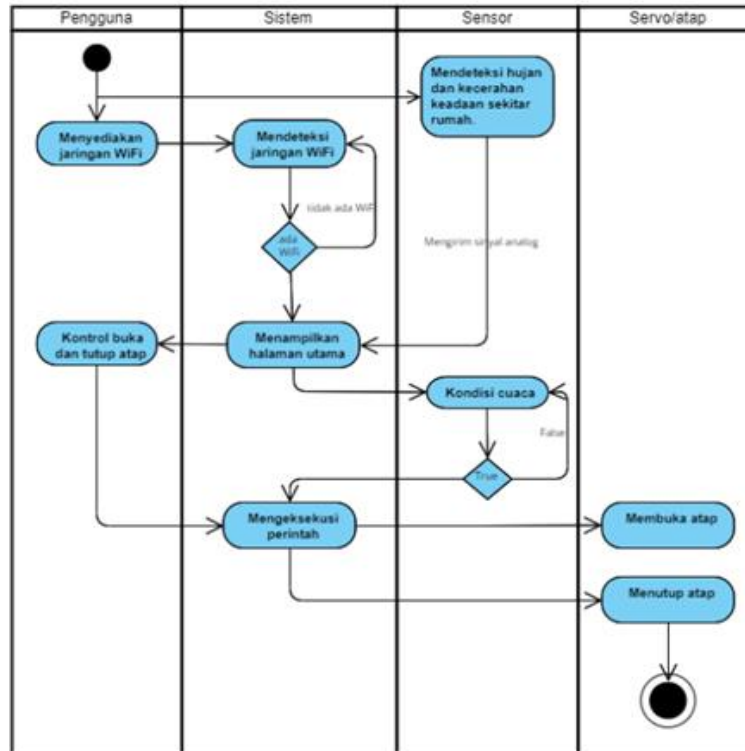 Pengguna
Sistem
Sensor
Servo/atap
Mendeteksi hujan
dan kecerahan
keadaan sekitar
rumah.
Menyediakan
jaringan WiFi
Mendeteksi
jaringan WiFi
tidak ada WiFi
ada
WiFi
Mengirim sinyal analog
Kontrol buka
dan tutup atap
Menampilkan
halaman utama
Kondisi cuaca
False
True
Mengeksekusi
perintah
Membuka atap
Menutup atap